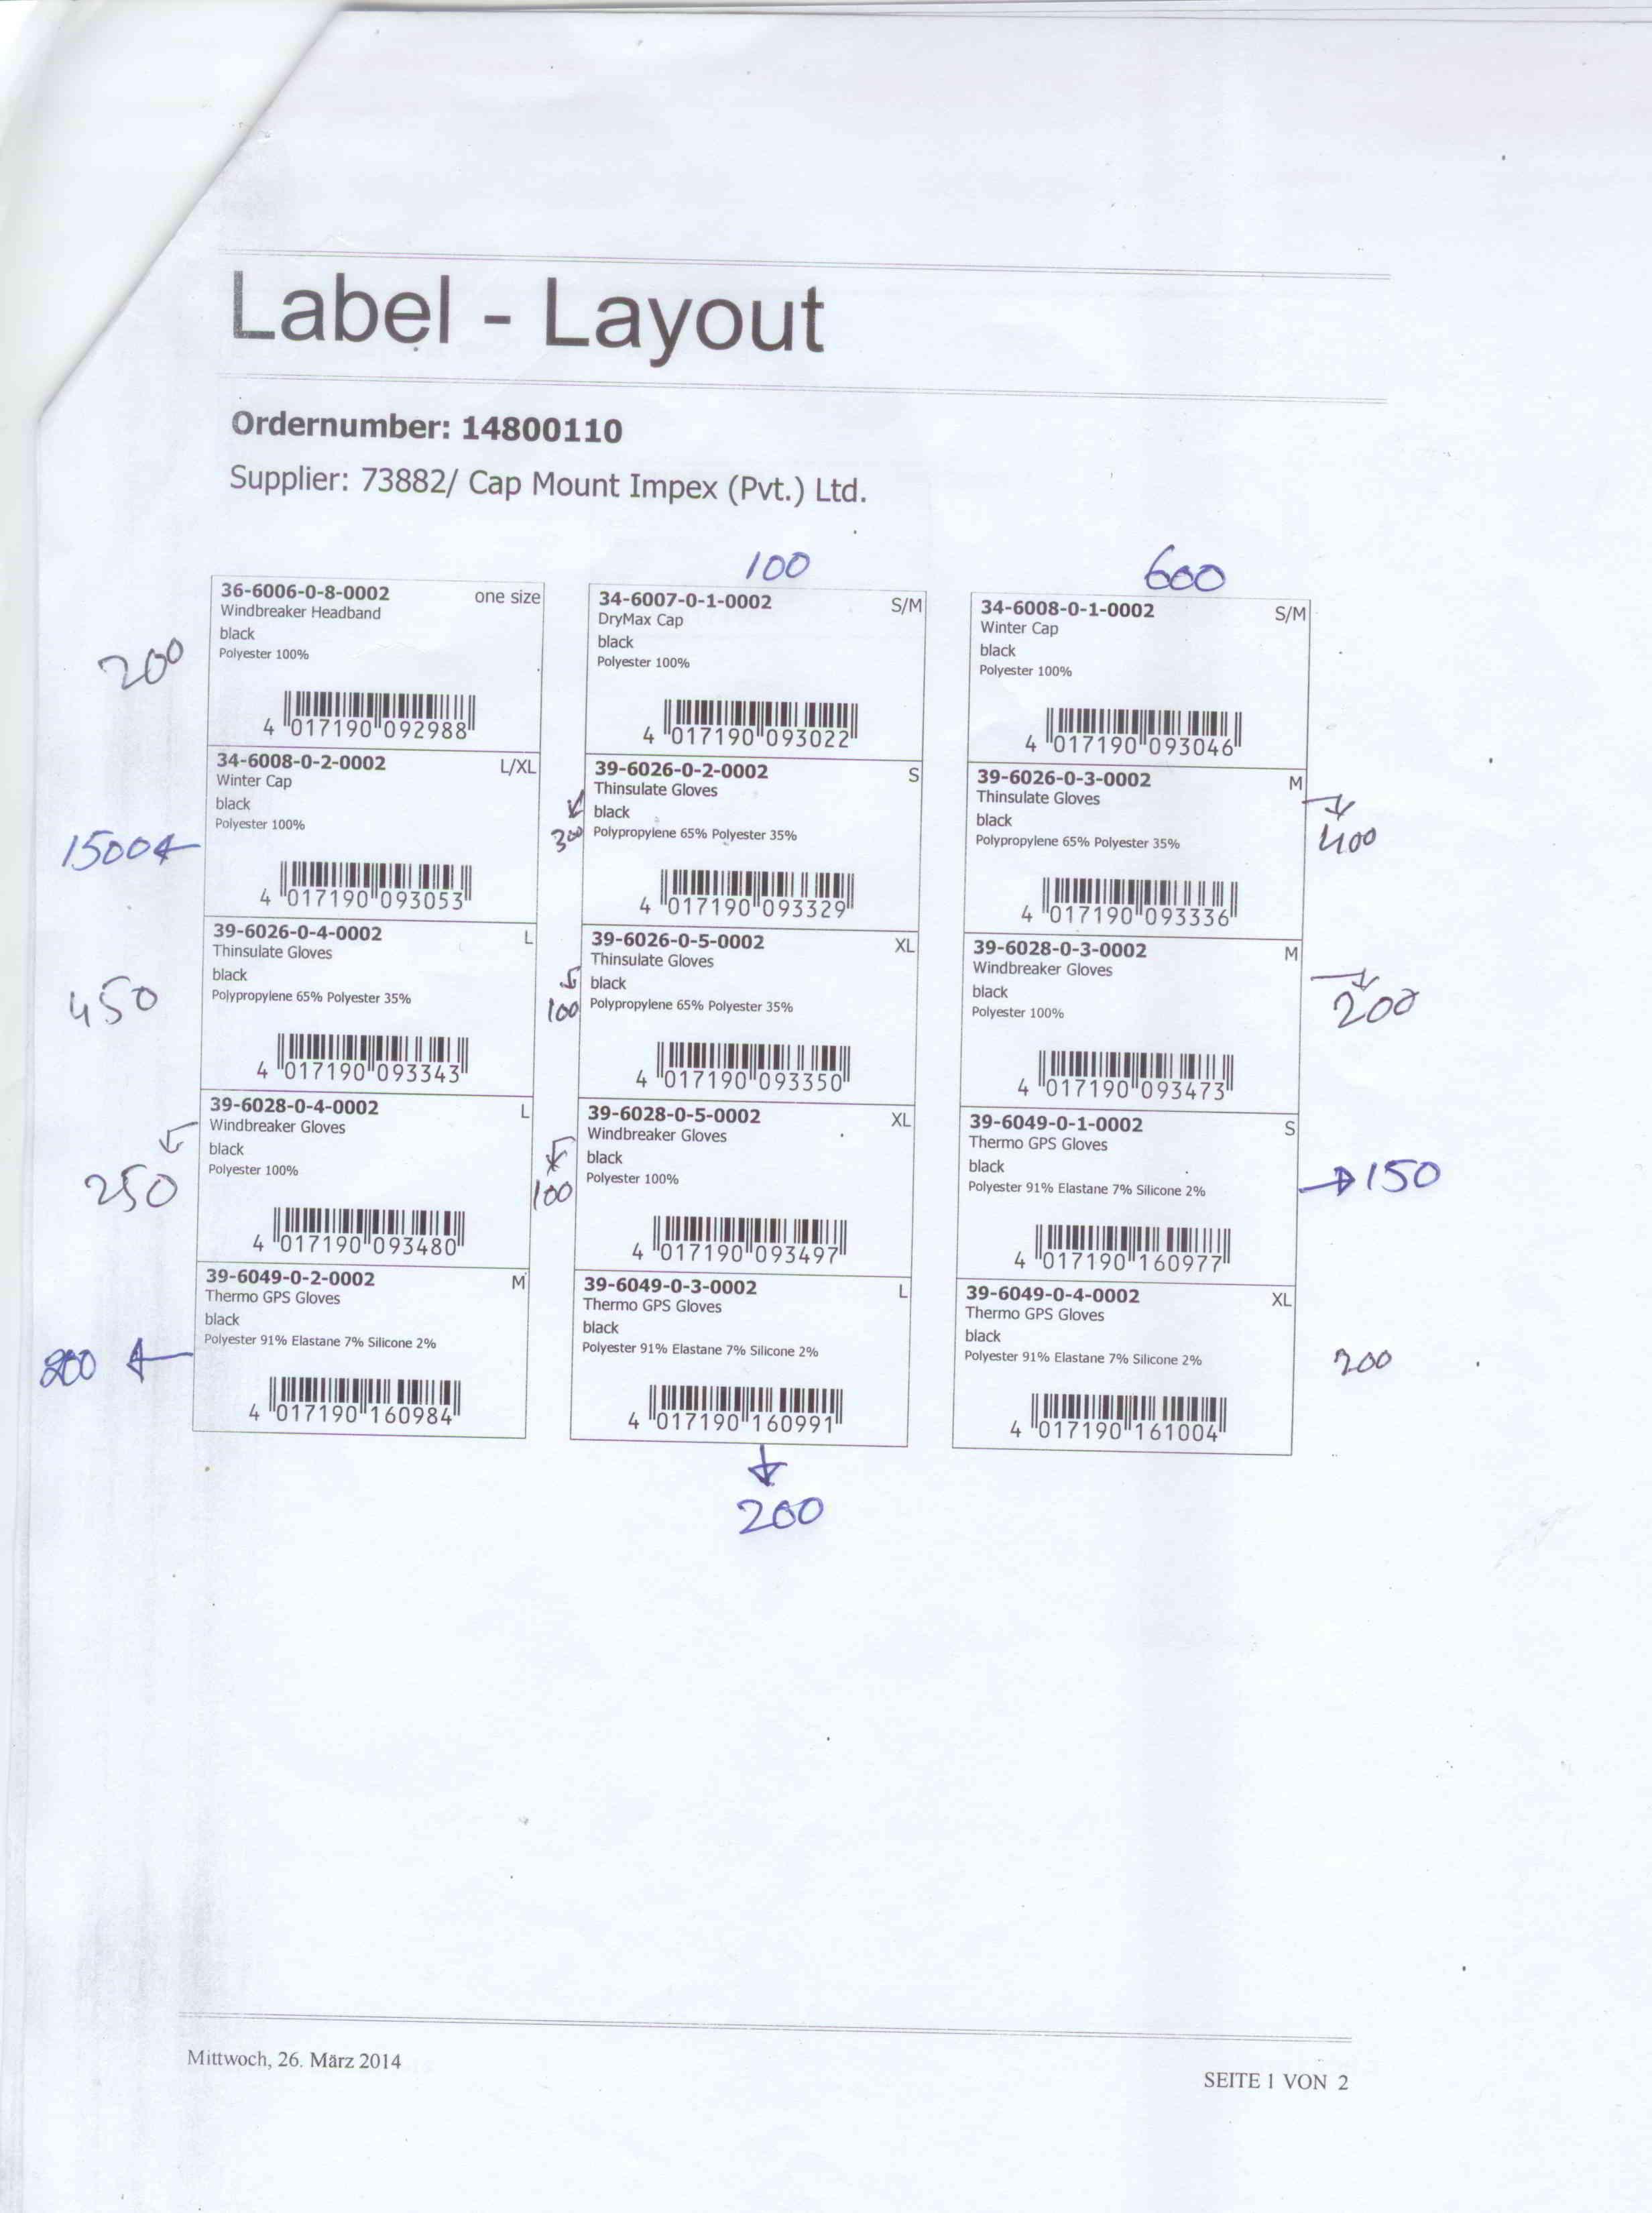 Label - Layout
Ordernumber: 14800110
Supplier: 73882/ Cap Mount Impex (Pvt.) Ltd.
100
600
36-6006-0-8-0002 one size
Windbreaker Headband
black
Polyester 100%
4 017190 092988
200
34-6007-0-1-0002 S/M
DryMax Cap
black
Polyester 100%
4 017190 093022
34-6008-0-1-0002 S/M
Winter Cap
black
Polyester 100%
4 017190 093046
34-6008-0-2-0002 L/XL
Winter Cap
black
Polyester 100%
4 017190 093053
1500
39-6026-0-2-0002 S
Thinsulate Gloves
black
Polypropylene 65% Polyester 35%
4 017190 093329
300
39-6026-0-3-0002 M
Thinsulate Gloves
black
Polypropylene 65% Polyester 35%
4 017190 093336
400
39-6026-0-4-0002 L
Thinsulate Gloves
black
Polypropylene 65% Polyester 35%
4 017190 093343
450
39-6026-0-5-0002 XL
Thinsulate Gloves
black
Polypropylene 65% Polyester 35%
4 017190 093350
100
39-6028-0-3-0002 M
Windbreaker Gloves
black
Polyester 100%
4 017190 093473
200
39-6028-0-4-0002 L
Windbreaker Gloves
black
Polyester 100%
4 017190 093480
250
39-6028-0-5-0002 XL
Windbreaker Gloves
black
Polyester 100%
4 017190 093497
100
39-6049-0-1-0002 S
Thermo GPS Gloves
black
Polyester 91% Elastane 7% Silicone 2%
4 017190 160977
150
39-6049-0-2-0002 M
Thermo GPS Gloves
black
Polyester 91% Elastane 7% Silicone 2%
4 017190 160984
39-6049-0-3-0002 L
Thermo GPS Gloves
black
Polyester 91% Elastane 7% Silicone 2%
4 017190 160991
200
39-6049-0-4-0002 XL
Thermo GPS Gloves
black
Polyester 91% Elastane 7% Silicone 2%
4 017190 161004
200
Mittwoch, 26. März 2014
SEITE 1 VON 2